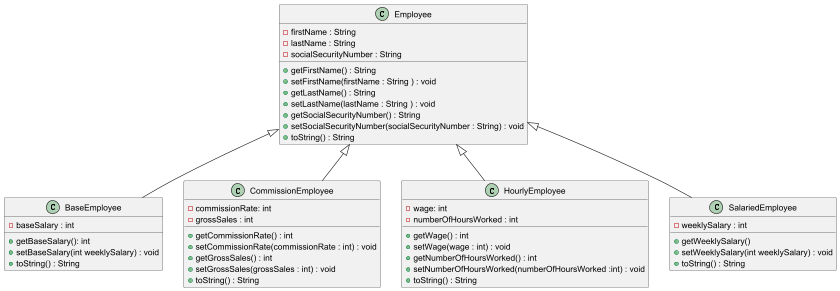 C Employee
firstName : String
lastName : String
socialSecurityNumber : String
getFirstName() : String
setFirstName(firstName : String ) : void
getLastName() : String
setLastName(lastName : String ) : void
getSocialSecurityNumber() : String
setSocialSecurityNumber(socialSecurityNumber : String) : void
toString() : String
C BaseEmployee
baseSalary : int
getBaseSalary(): int
setBaseSalary(int weeklySalary) : void
toString() : String
C CommissionEmployee
commissionRate: int
grossSales : int
getCommissionRate() : int
setCommissionRate(commissionRate : int) : void
getGrossSales() : int
setGrossSales(grossSales : int) : void
toString() : String
C HourlyEmployee
wage: int
numberOfHoursWorked : int
getWage() : int
setWage(wage : int) : void
getNumberOfHoursWorked() : int
setNumberOfHoursWorked(numberOfHoursWorked :int) : void
toString() : String
C SalariedEmployee
weeklySalary : int
getWeeklySalary()
setWeeklySalary(int weeklySalary) : void
toString() : String